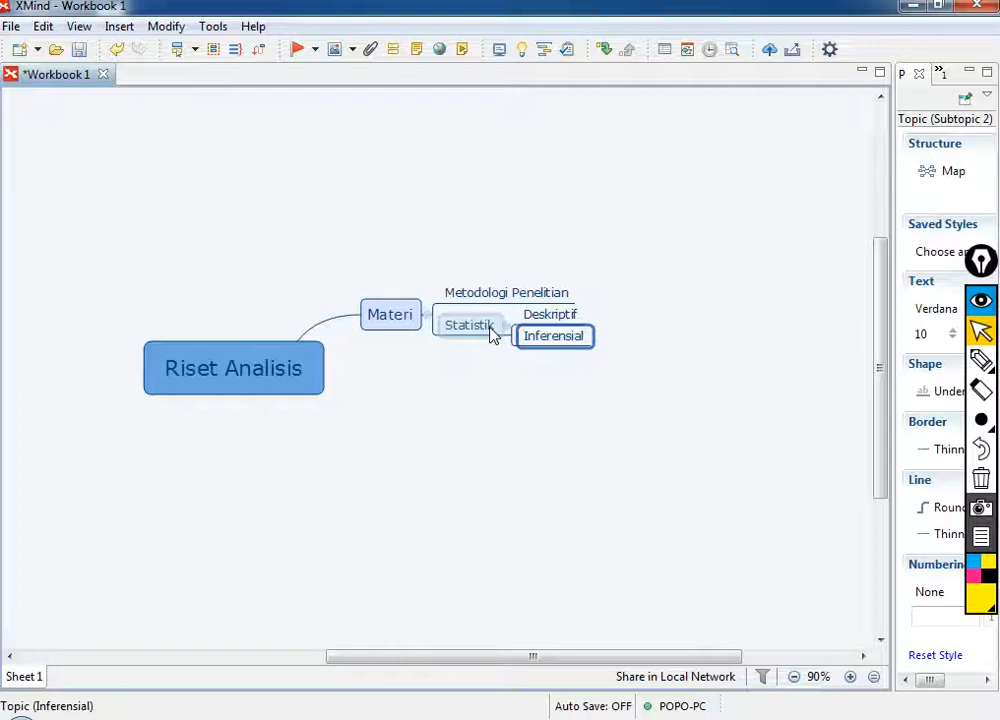 XMind - Workbook 1
File Edit View Insert Modify Tools Help
*Workbook 1
P
»1
Topic (Subtopic 2)
Structure
Map
Saved Styles
Text
Verdana
10
Shape
Border
Line
Numbering
None
1
Reset Style
Materi
Metodologi Penelitian
Statistik
Deskriptif
Inferensial
Riset Analisis
Sheet 1
Share in Local Network
90%
Topic (Inferensial)
Auto Save: OFF
POPO-PC